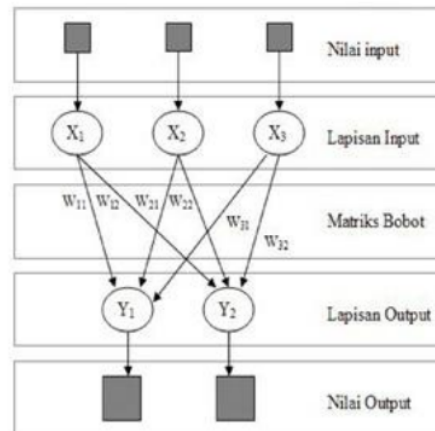 Nilai input
X1 X2 X3
Lapisan Input
W11 W12 W21 W22 W31 W32
Matriks Bobot
Y1 Y2
Lapisan Output
Nilai Output